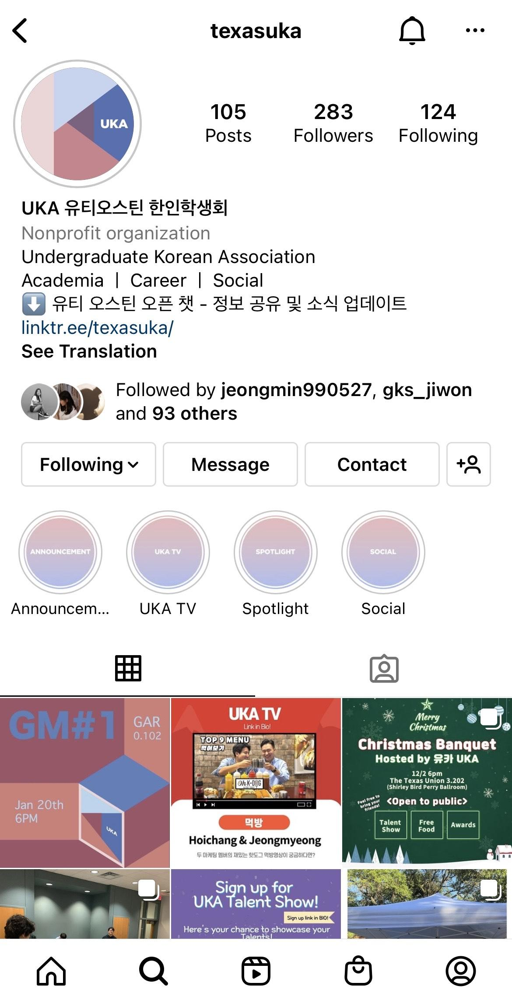 texasuka
UKA
105
Posts
283
Followers
124
Following
UKA 유티오스틴 한인학생회
Nonprofit organization
Undergraduate Korean Association
Academia | Career | Social
⬇️ 유티 오스틴 오픈 챗 - 정보 공유 및 소식 업데이트
linktr.ee/texasuka/
See Translation
Followed by jeongmin990527, gks_jiwon
and 93 others
Following
Message
Contact
ANNOUNCEMENT
UKA TV
SPOTLIGHT
SOCIAL
Announcem...
UKA TV
Spotlight
Social
GM#1
GAR
0.102
Jan 20th
6PM
UKA
UKA TV
Link in Bio!
TOP 9 MENU
먹어보기
Oh K-DOG
먹방
Hoichang & Jeongmyeong
두 마케팅 멤버의 재밌는 핫도그 먹방영상이 궁금하다면?
Merry
Christmas
Christmas Banquet
Hosted by 유카 UKA
12/2 6pm
The Texas Union 3.202
(Shirley Bird Perry Ballroom)
Feel free to
bring your
friends!
<Open to public>
Talent
Show
Free
Food
Awards
Sign up for
UKA Talent Show!
Sign up link in BIO!
Here's your chance to showcase your
Talents!